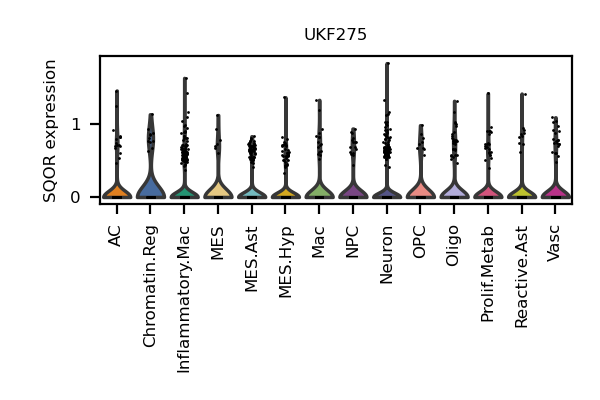 UKF275
SQOR expression
1
0
AC
Chromatin.Reg
Inflammatory.Mac
MES
MES.Ast
MES.Hyp
Mac
NPC
Neuron
OPC
Oligo
Prolif.Metab
Reactive.Ast
Vasc